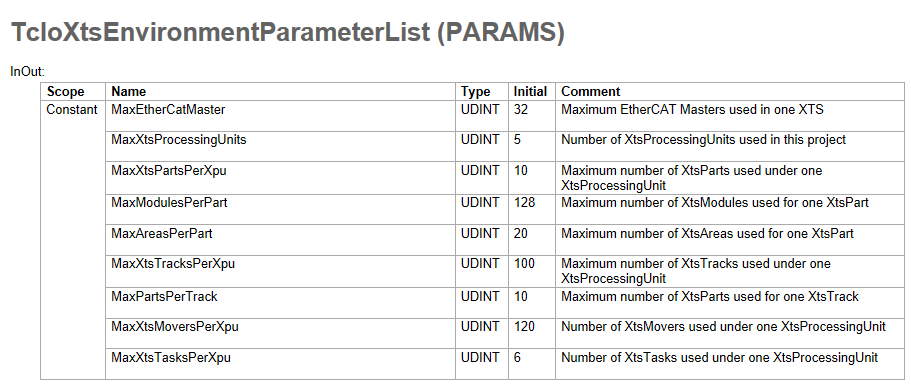 TcIoXtsEnvironmentParameterList (PARAMS)
InOut:
Scope Name Type Initial Comment
Constant MaxEtherCatMaster UDINT 32 Maximum EtherCAT Masters used in one XTS
MaxXtsProcessingUnits UDINT 5 Number of XtsProcessingUnits used in this project
MaxXtsPartsPerXpu UDINT 10 Maximum number of XtsParts used under one
XtsProcessingUnit
MaxModulesPerPart UDINT 128 Maximum number of XtsModules used for one XtsPart
MaxAreasPerPart UDINT 20 Maximum number of XtsAreas used for one XtsPart
MaxXtsTracksPerXpu UDINT 100 Maximum number of XtsTracks used under one
XtsProcessingUnit
MaxPartsPerTrack UDINT 10 Maximum number of XtsParts used for one XtsTrack
MaxXtsMoversPerXpu UDINT 120 Number of XtsMovers used under one XtsProcessingUnit
MaxXtsTasksPerXpu UDINT 6 Number of XtsTasks used under one XtsProcessingUnit